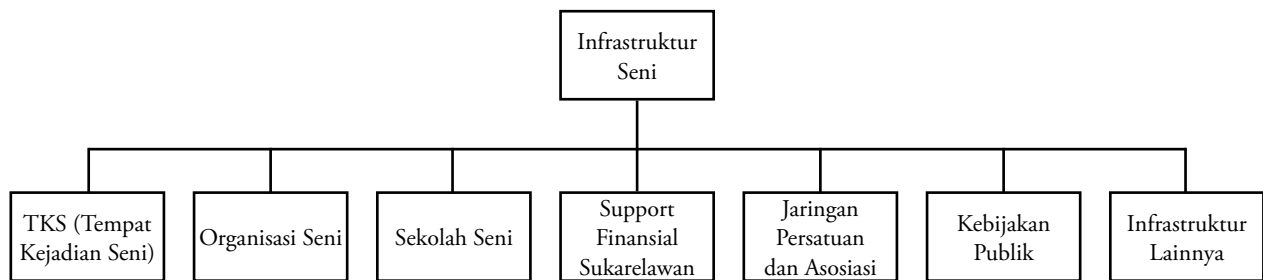 Infrastruktur
Seni
TKS (Tempat
Kejadian Seni)
Organisasi Seni
Sekolah Seni
Support
Finansial
Sukarelawan
Jaringan
Persatuan
dan Asosiasi
Kebijakan
Publik
Infrastruktur
Lainnya